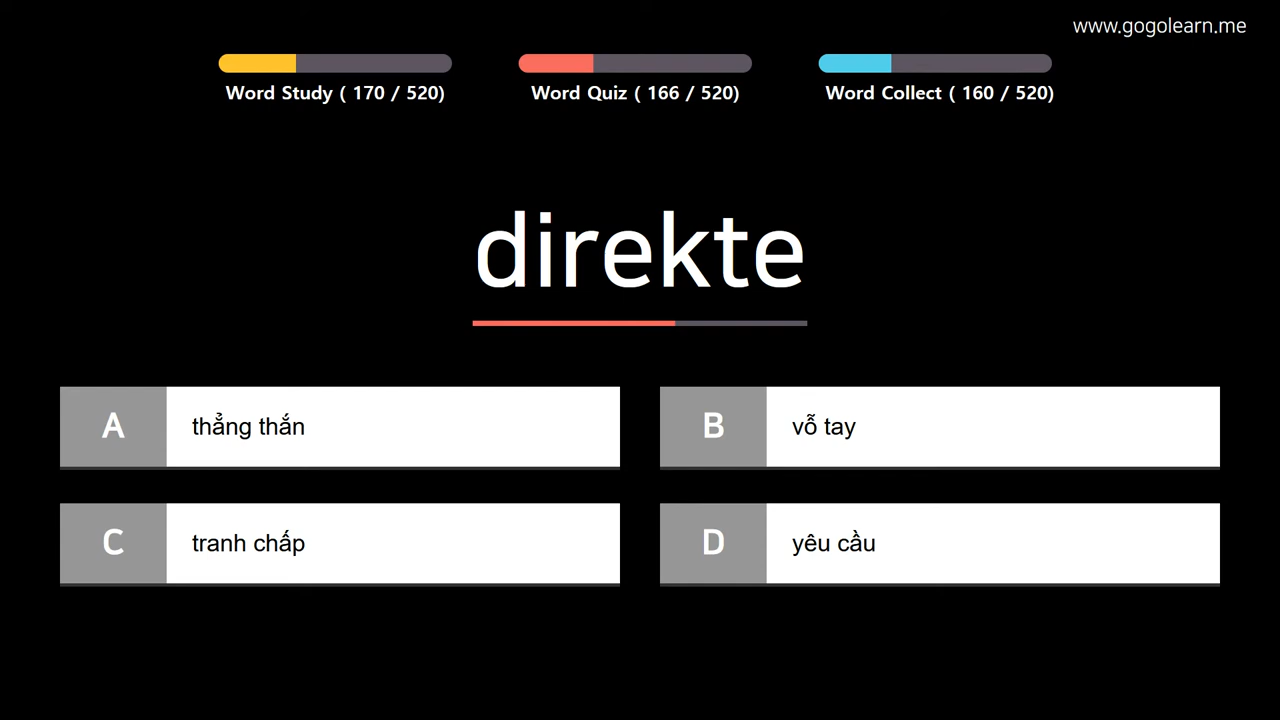 www.gogolearn.me
Word Study ( 170 / 520)
Word Quiz ( 166 / 520)
Word Collect ( 160 / 520)
direkte
A thẳng thắn
B vỗ tay
C tranh chấp
D yêu cầu